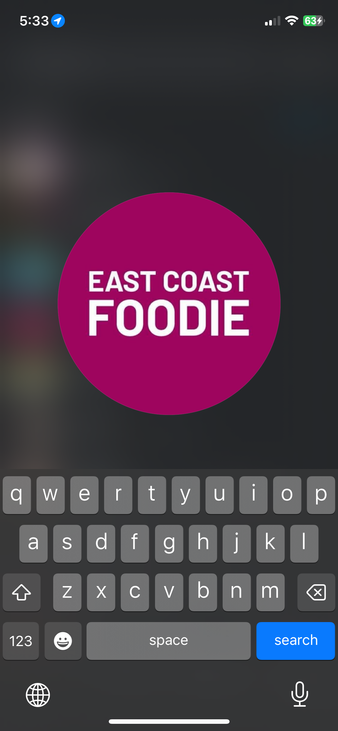 5:33
63
EAST COAST
FOODIE
q w e r t y u i o p
a s d f g h j k l
z x c v b n m
123 space search